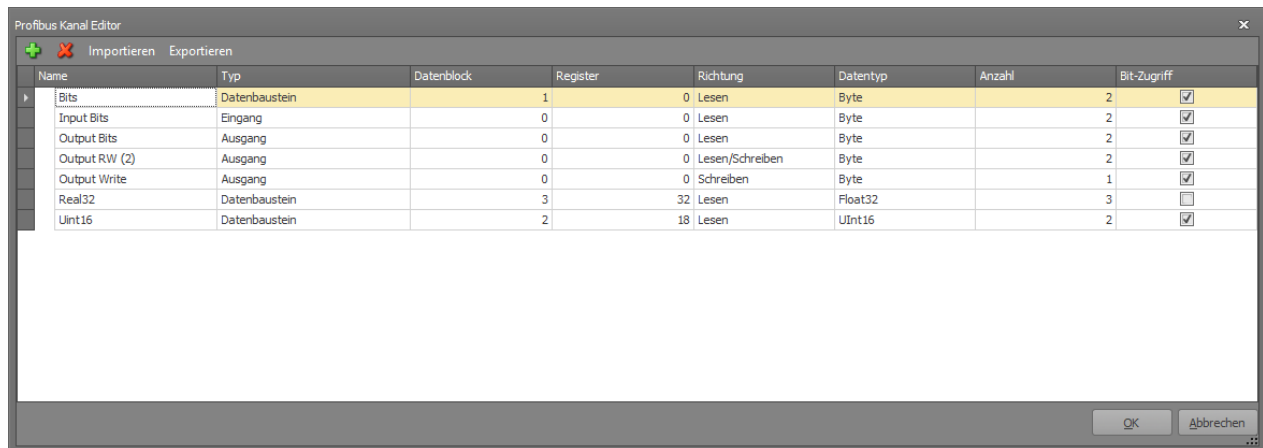 Profibus Kanal Editor
Importieren Exportieren
Name Typ Datenblock Register Richtung Datentyp Anzahl Bit-Zugriff
Bits Datenbaustein 1 0 Lesen Byte 2
Input Bits Eingang 0 0 Lesen Byte 2
Output Bits Ausgang 0 0 Lesen Byte 2
Output RW (2) Ausgang 0 0 Lesen/Schreiben Byte 2
Output Write Ausgang 0 0 Schreiben Byte 1
Real32 Datenbaustein 3 32 Lesen Float32 3
Uint16 Datenbaustein 2 18 Lesen UInt16 2
OK Abbrechen